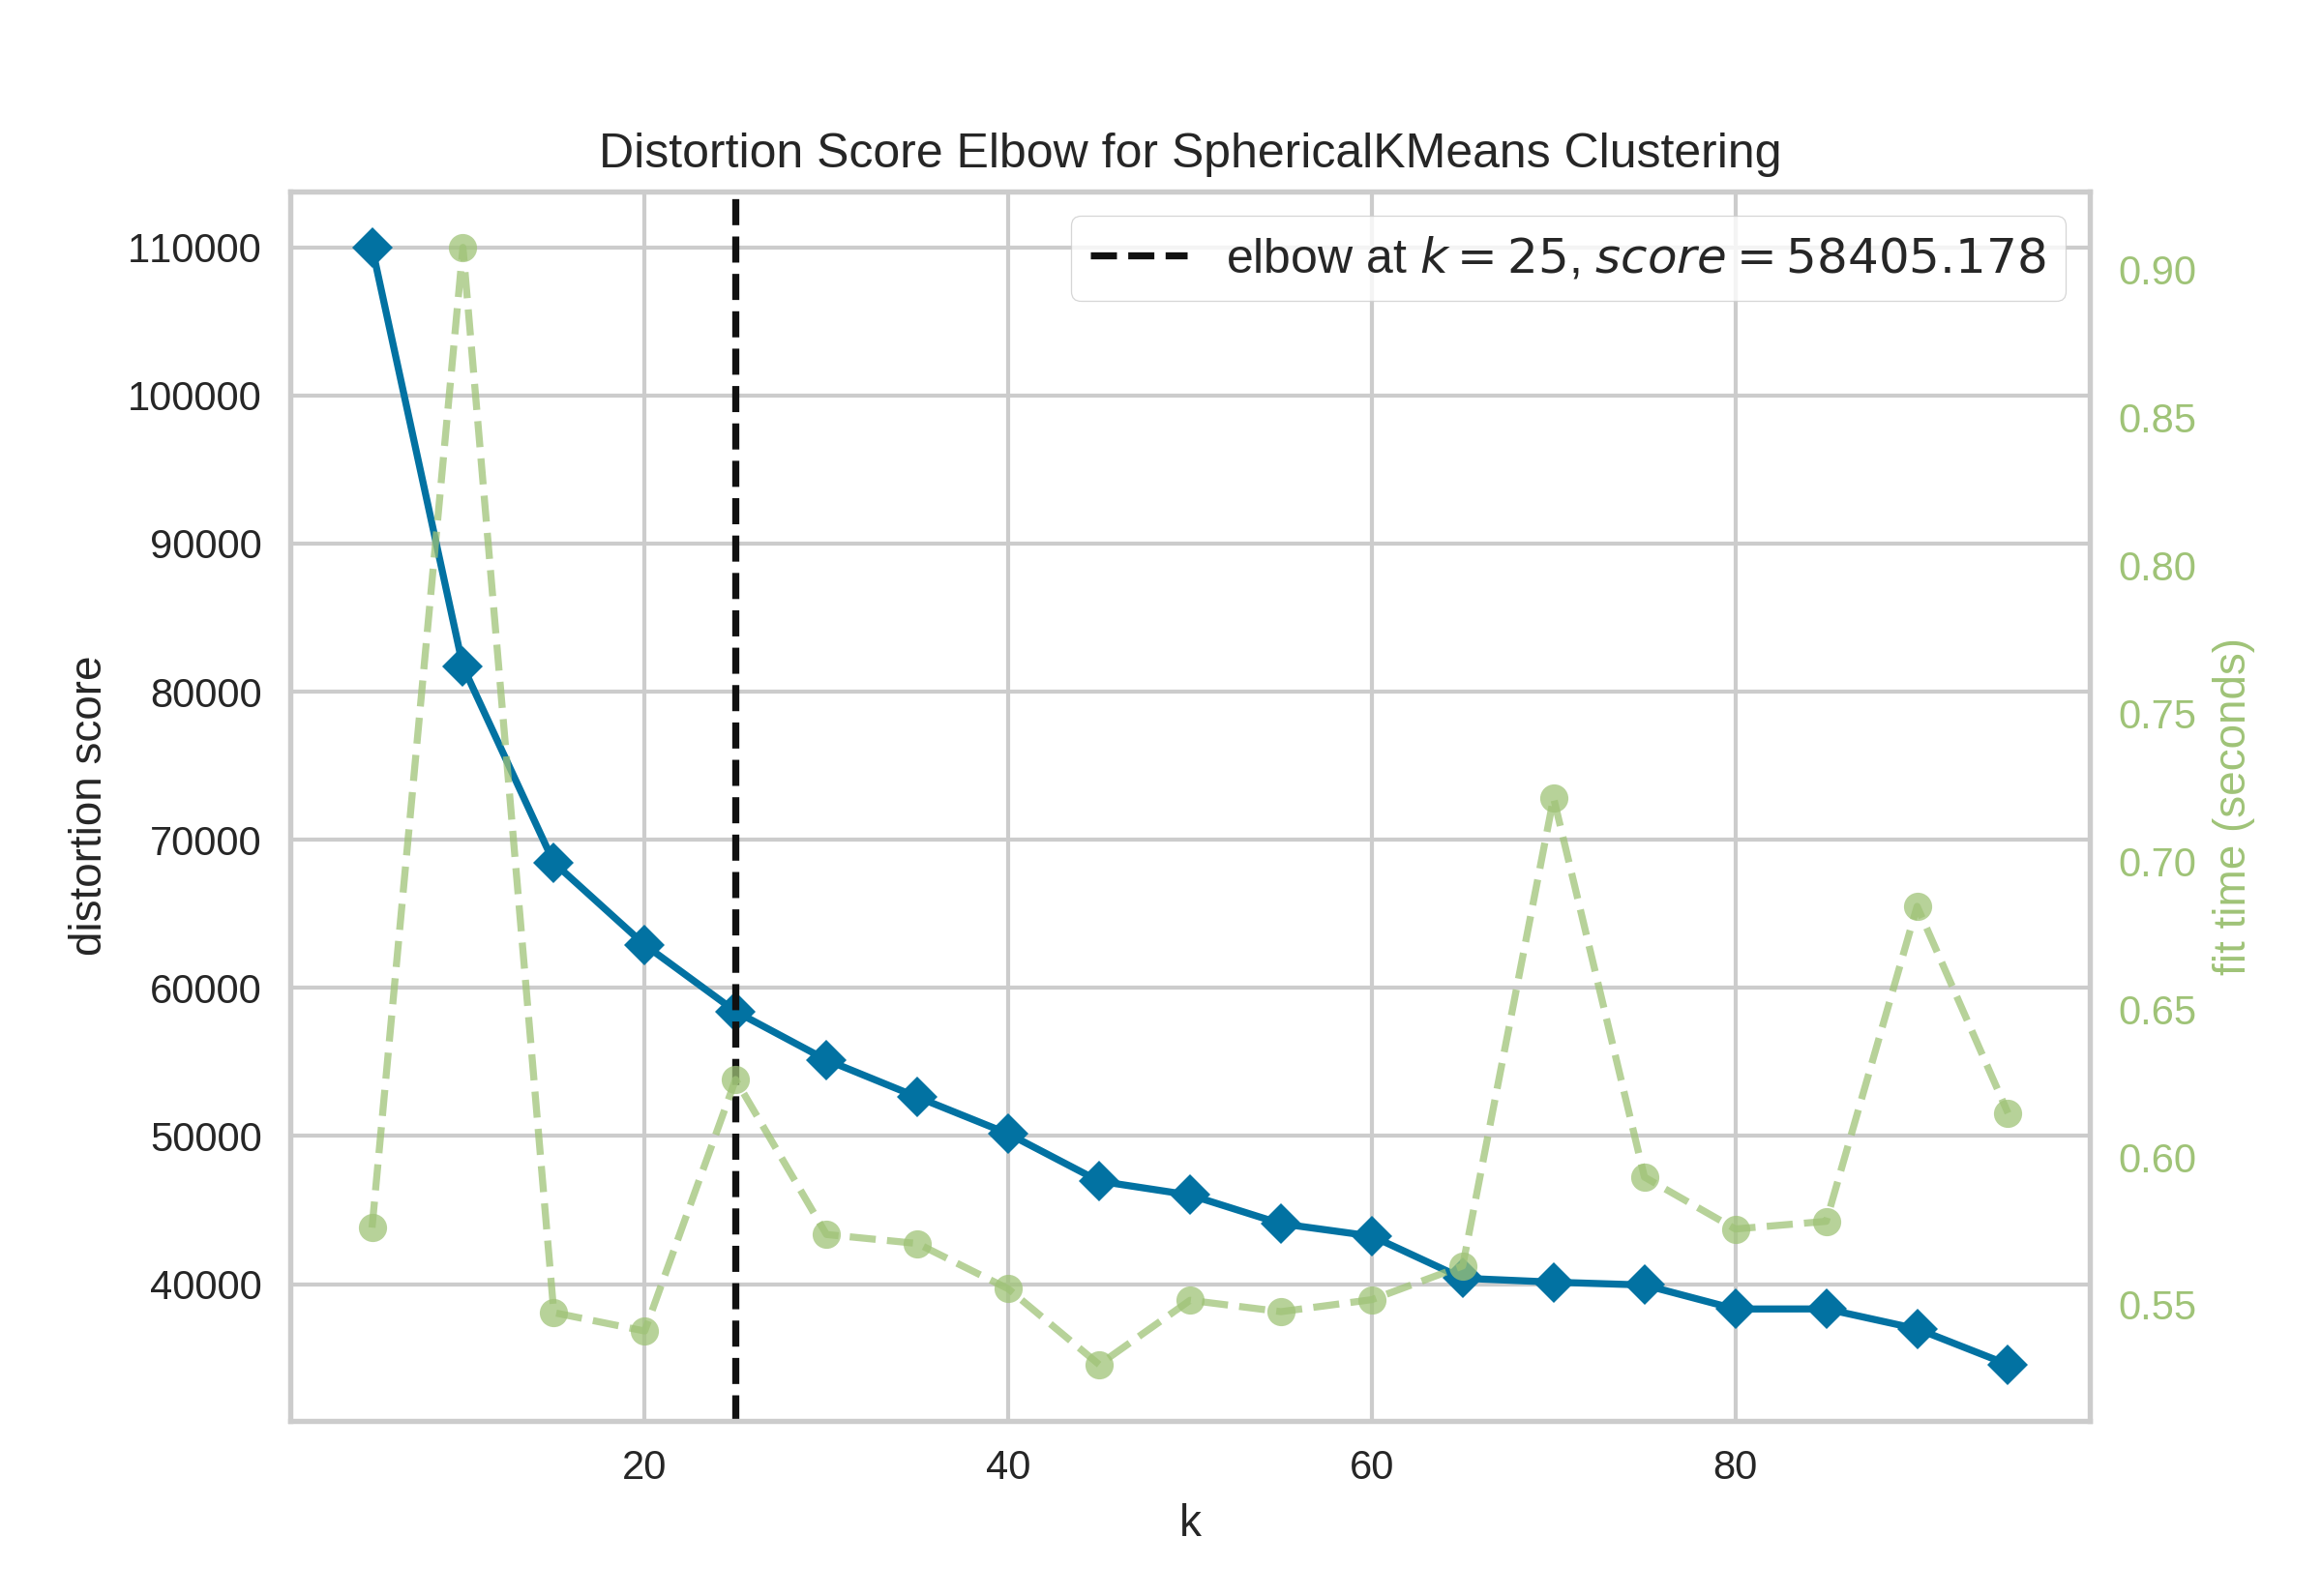 Distortion Score Elbow for SphericalKMeans Clustering
elbow at k = 25, score = 58405.178
distortion score
110000
100000
90000
80000
70000
60000
50000
40000
fit time (seconds)
0.90
0.85
0.80
0.75
0.70
0.65
0.60
0.55
20 40 60 80
k